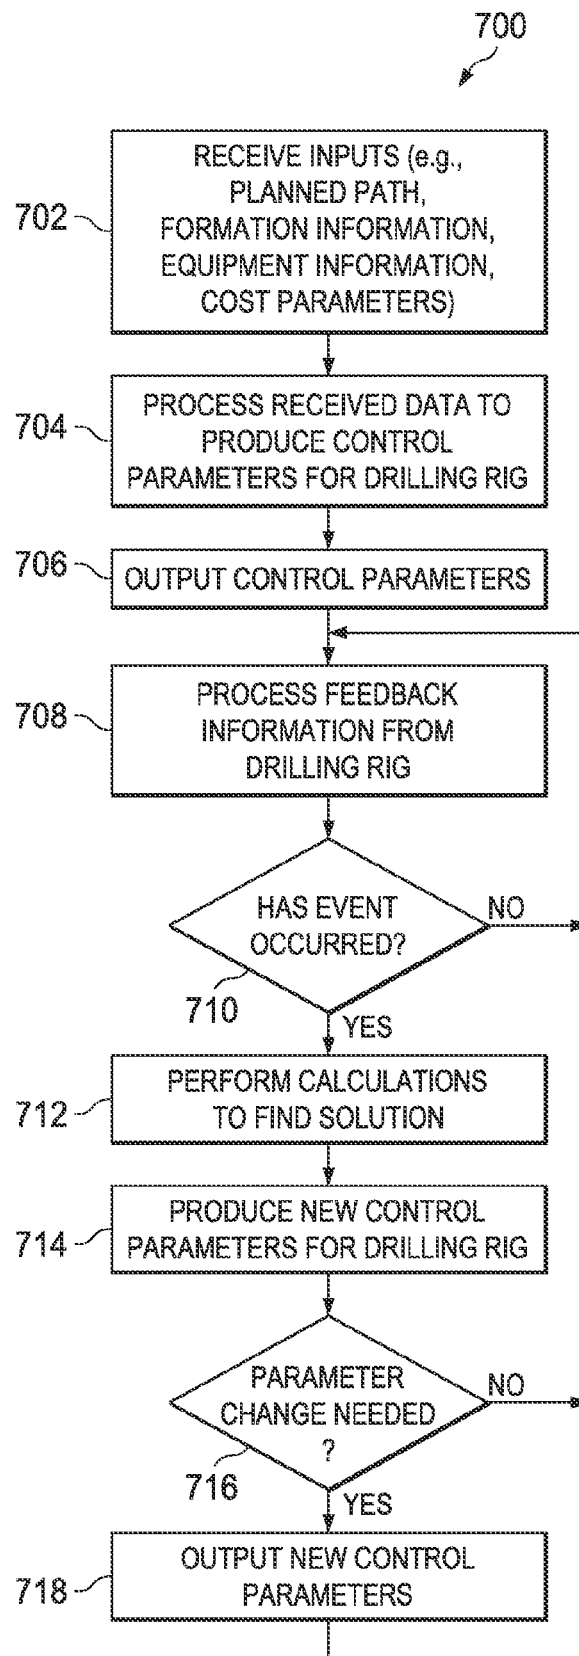 700
702
RECEIVE INPUTS (e.g.,
PLANNED PATH,
FORMATION INFORMATION,
EQUIPMENT INFORMATION,
COST PARAMETERS)
704
PROCESS RECEIVED DATA TO
PRODUCE CONTROL
PARAMETERS FOR DRILLING RIG
706
OUTPUT CONTROL PARAMETERS
708
PROCESS FEEDBACK
INFORMATION FROM
DRILLING RIG
HAS EVENT
OCCURRED?
NO
710
YES
712
PERFORM CALCULATIONS
TO FIND SOLUTION
714
PRODUCE NEW CONTROL
PARAMETERS FOR DRILLING RIG
PARAMETER
CHANGE NEEDED
?
NO
716
YES
718
OUTPUT NEW CONTROL
PARAMETERS